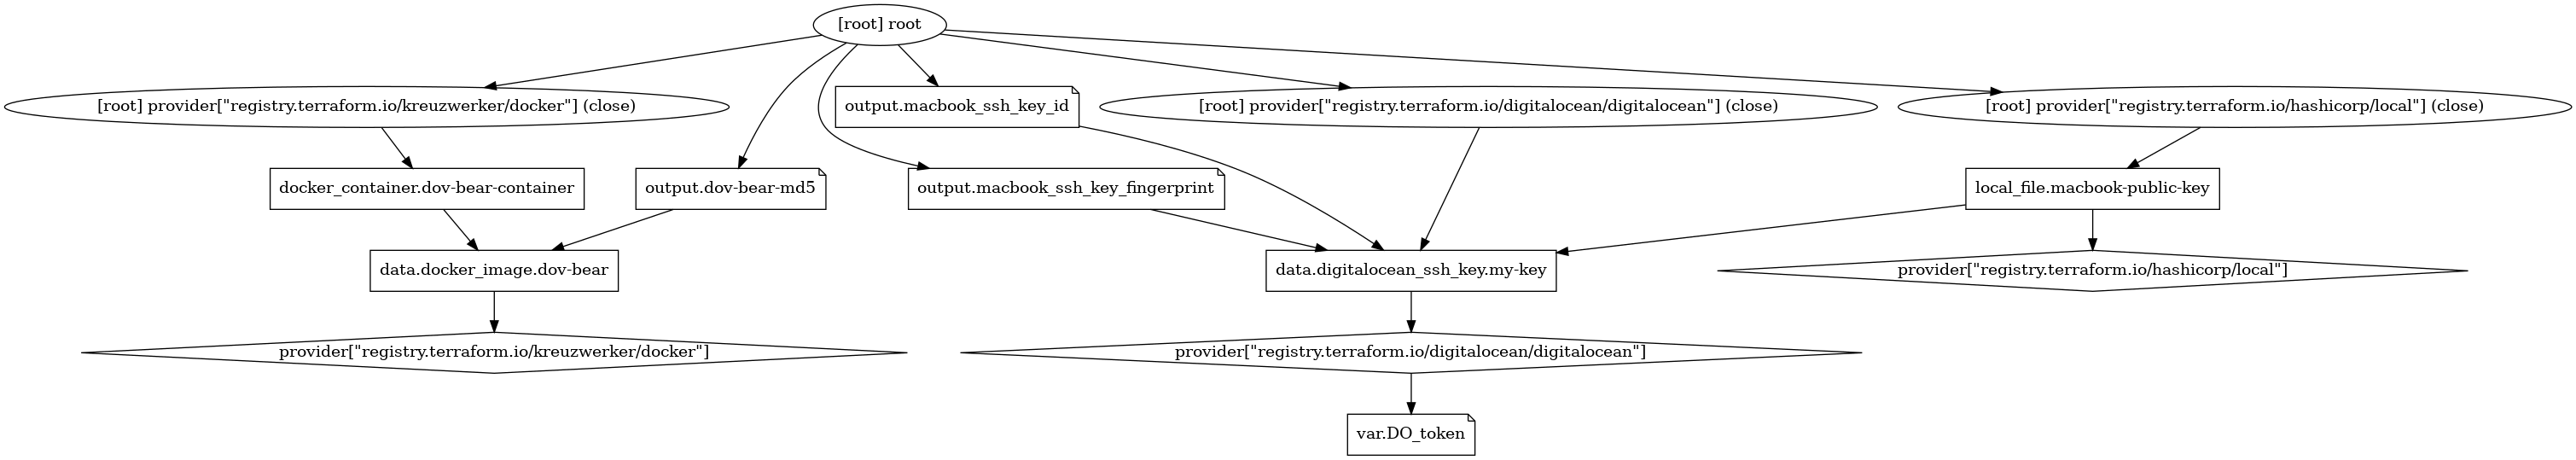 [root] root
[root] provider["registry.terraform.io/kreuzwerker/docker"] (close)
output.macbook_ssh_key_id
[root] provider["registry.terraform.io/digitalocean/digitalocean"] (close)
[root] provider["registry.terraform.io/hashicorp/local"] (close)
docker_container.dov-bear-container
output.dov-bear-md5
output.macbook_ssh_key_fingerprint
local_file.macbook-public-key
data.docker_image.dov-bear
data.digitalocean_ssh_key.my-key
provider["registry.terraform.io/hashicorp/local"]
provider["registry.terraform.io/kreuzwerker/docker"]
provider["registry.terraform.io/digitalocean/digitalocean"]
var.DO_token